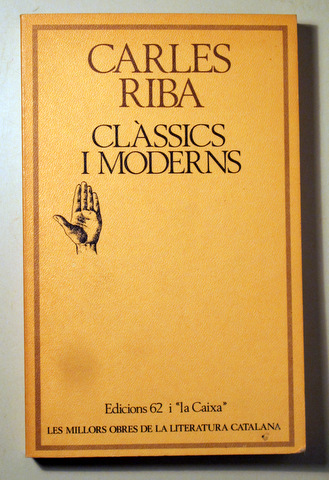 CARLES
RIBA
CLÀSSICS
I MODERNS
Edicions 62 i "la Caixa"
LES MILLORS OBRES DE LA LITERATURA CATALANA